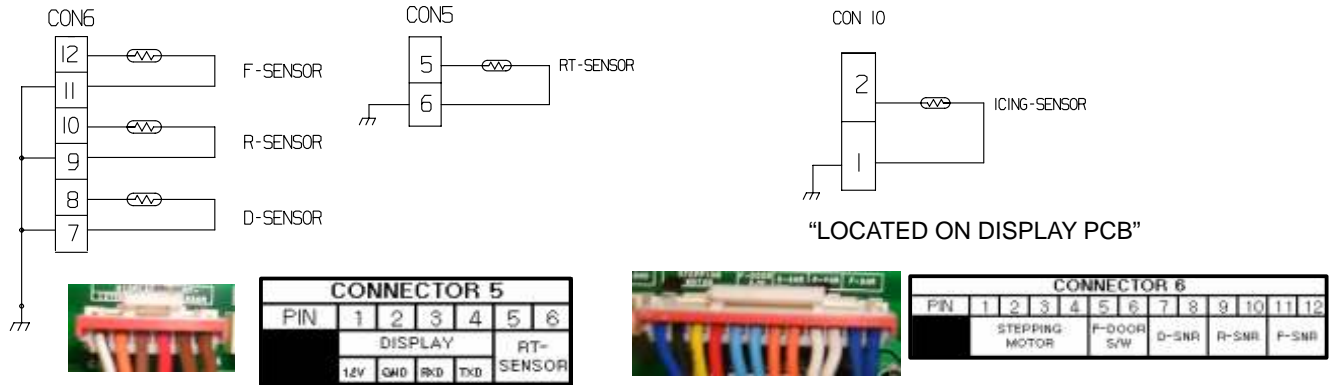 CON6
12
11
10
9
8
7
F-SENSOR
R-SENSOR
D-SENSOR
CON5
5
6
RT-SENSOR
CON 10
2
1
ICING-SENSOR
“LOCATED ON DISPLAY PCB”
CONNECTOR 5
PIN 1 2 3 4 5 6
DISPLAY RT-SENSOR
12V GND RXD TXD
CONNECTOR 6
PIN 1 2 3 4 5 6 7 8 9 10 11 12
STEPPING MOTOR F-DOOR S/W D-SNR R-SNR F-SNR